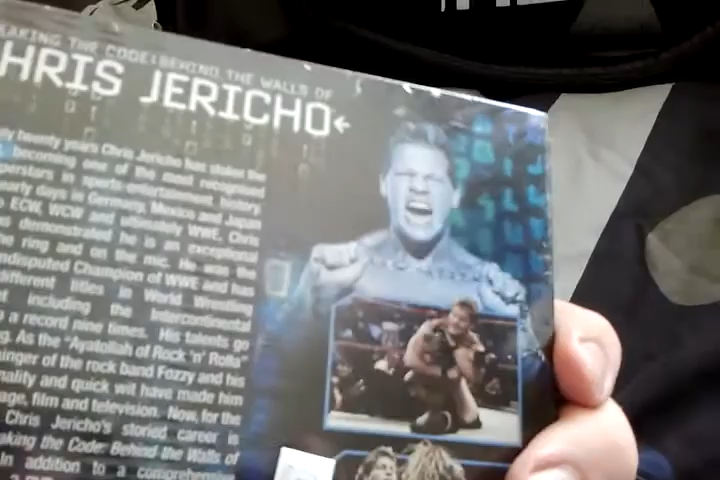 EAKING THE CODE: BEHIND THE WALLS OF
HRIS JERICHO
ly twenty years Chris Jericho has stolen the
becoming one of the most recognized
perstars in sports-entertainment history
early days in Germany, Mexico and Japan
ECW, WCW and ultimately WWE, Chris
demonstrated he is an exceptional
he ring and on the mic. He was the
ndisputed Champion of WWE and has
different titles in World Wrestling
including the Intercontinental
a record nine times. His talents go
g. As the "Ayatollah of Rock 'n' Rolla"
inger of the rock band Fozzy and his
nality and quick wit have made him
age, film and television. Now, for the
Chris Jericho's storied career is
aking the Code: Behind the Walls of
In addition to a comprehensive